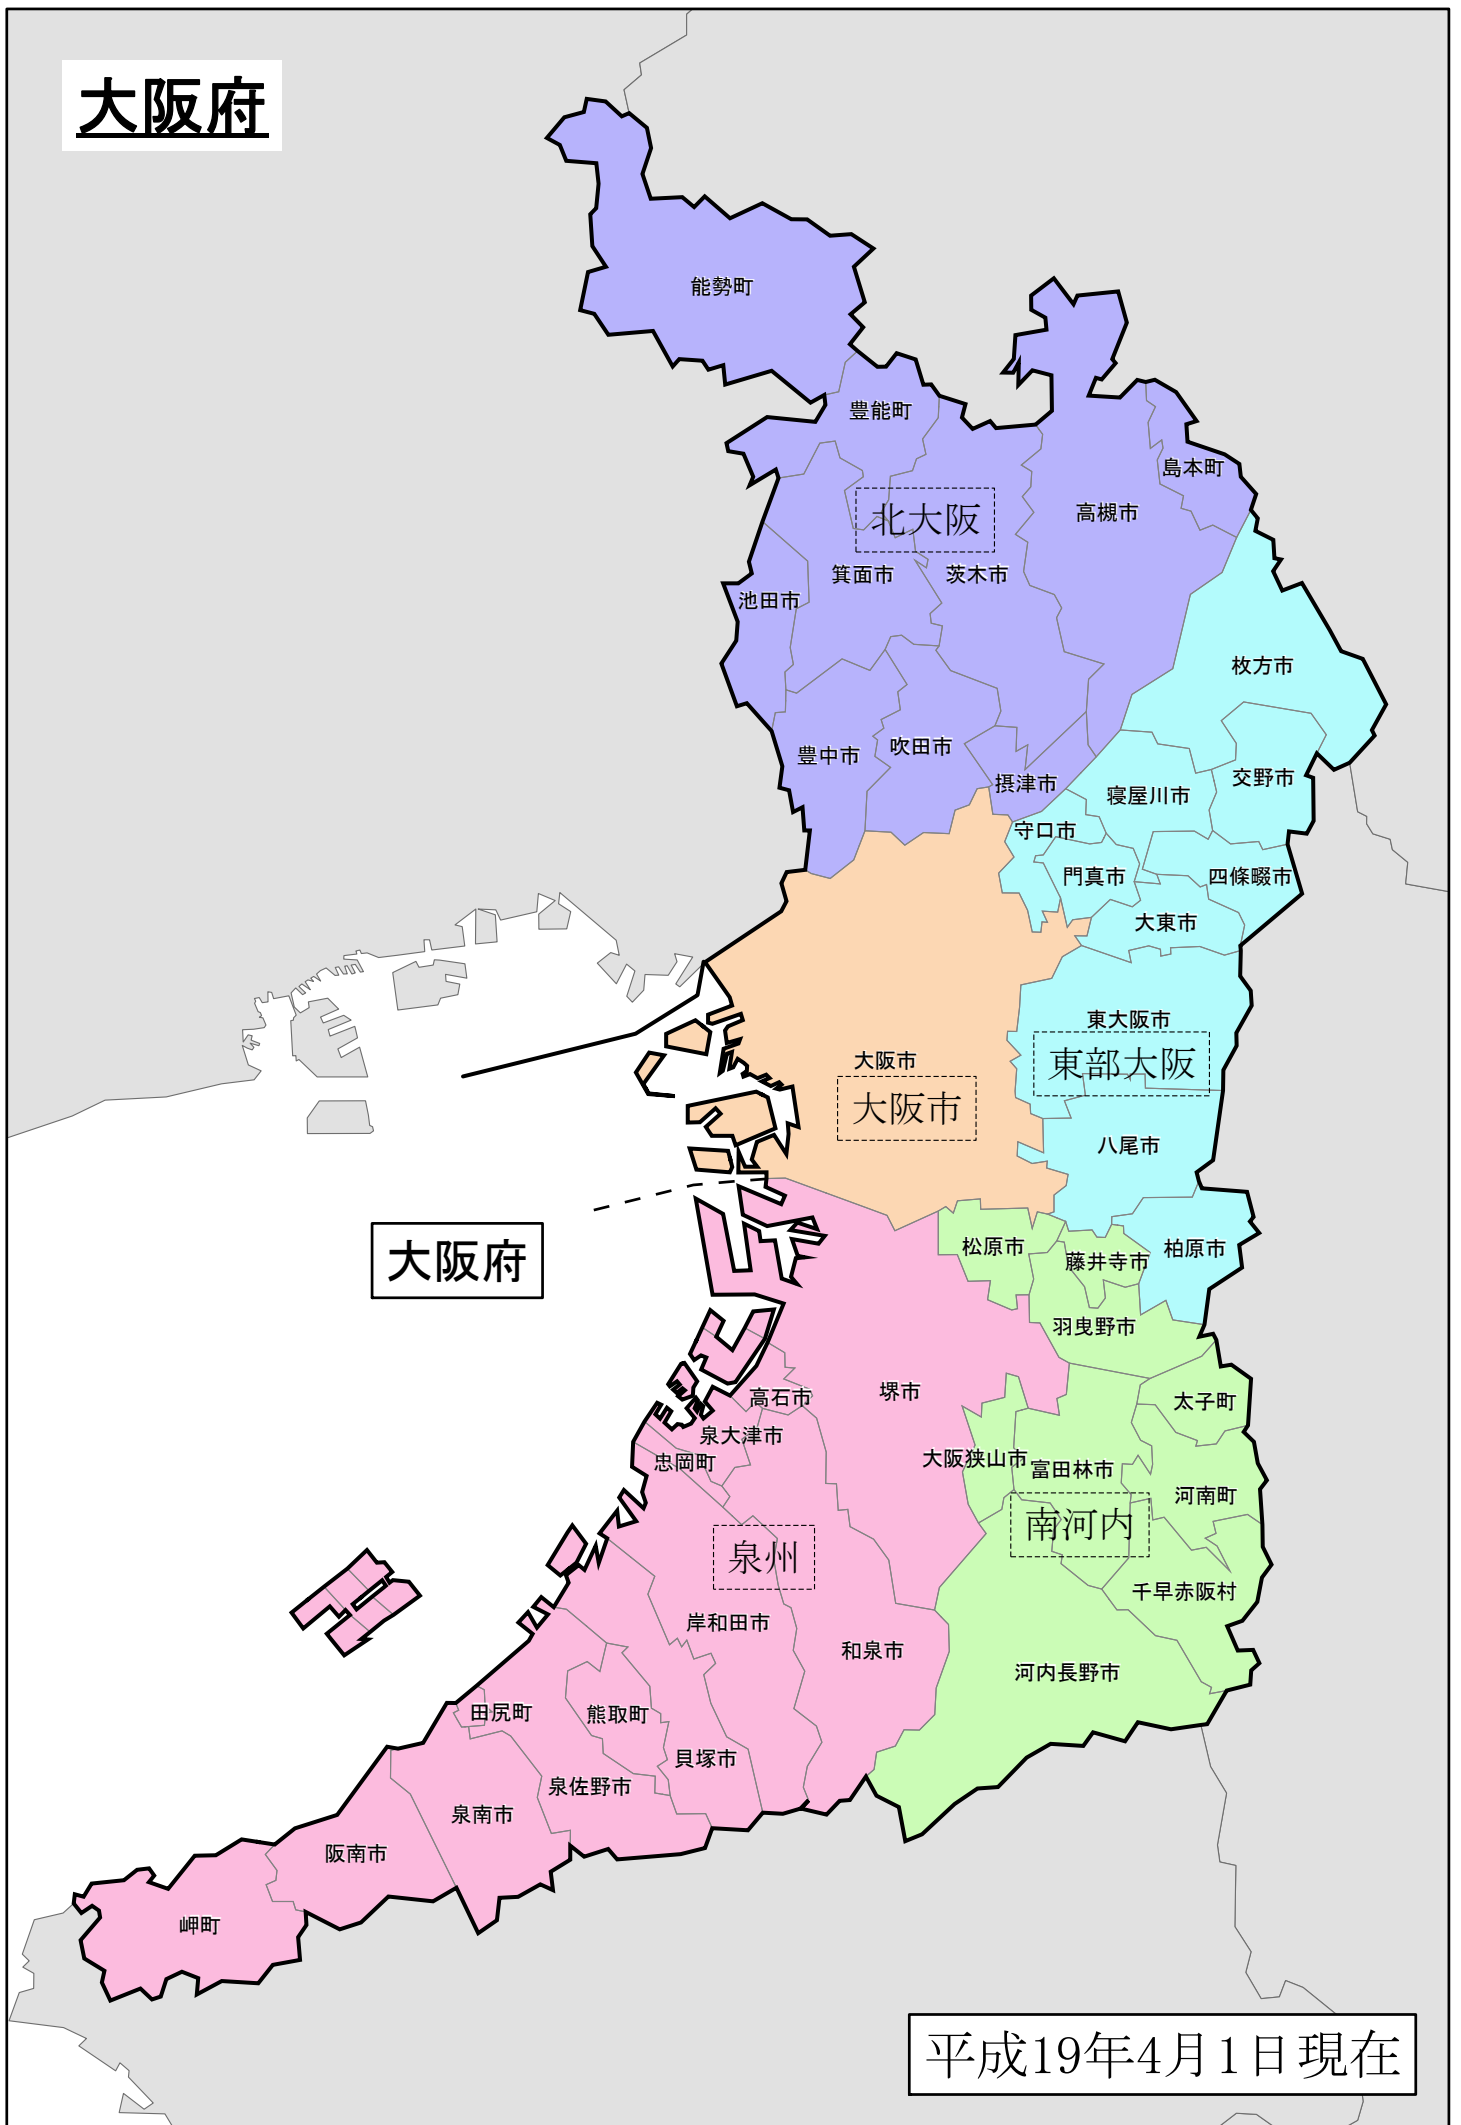 大阪府
能勢町
豊能町
島本町
高槻市
北大阪
箕面市
茨木市
池田市
枚方市
豊中市
吹田市
摂津市
交野市
寝屋川市
守口市
門真市
四條畷市
大東市
東大阪市
東部大阪
大阪市
大阪市
八尾市
大阪府
松原市
藤井寺市
柏原市
羽曳野市
堺市
高石市
太子町
泉大津市
忠岡町
大阪狭山市
富田林市
河南町
南河内
泉州
千早赤阪村
岸和田市
和泉市
河内長野市
田尻町
熊取町
貝塚市
泉佐野市
泉南市
阪南市
岬町
平成19年4月1日現在